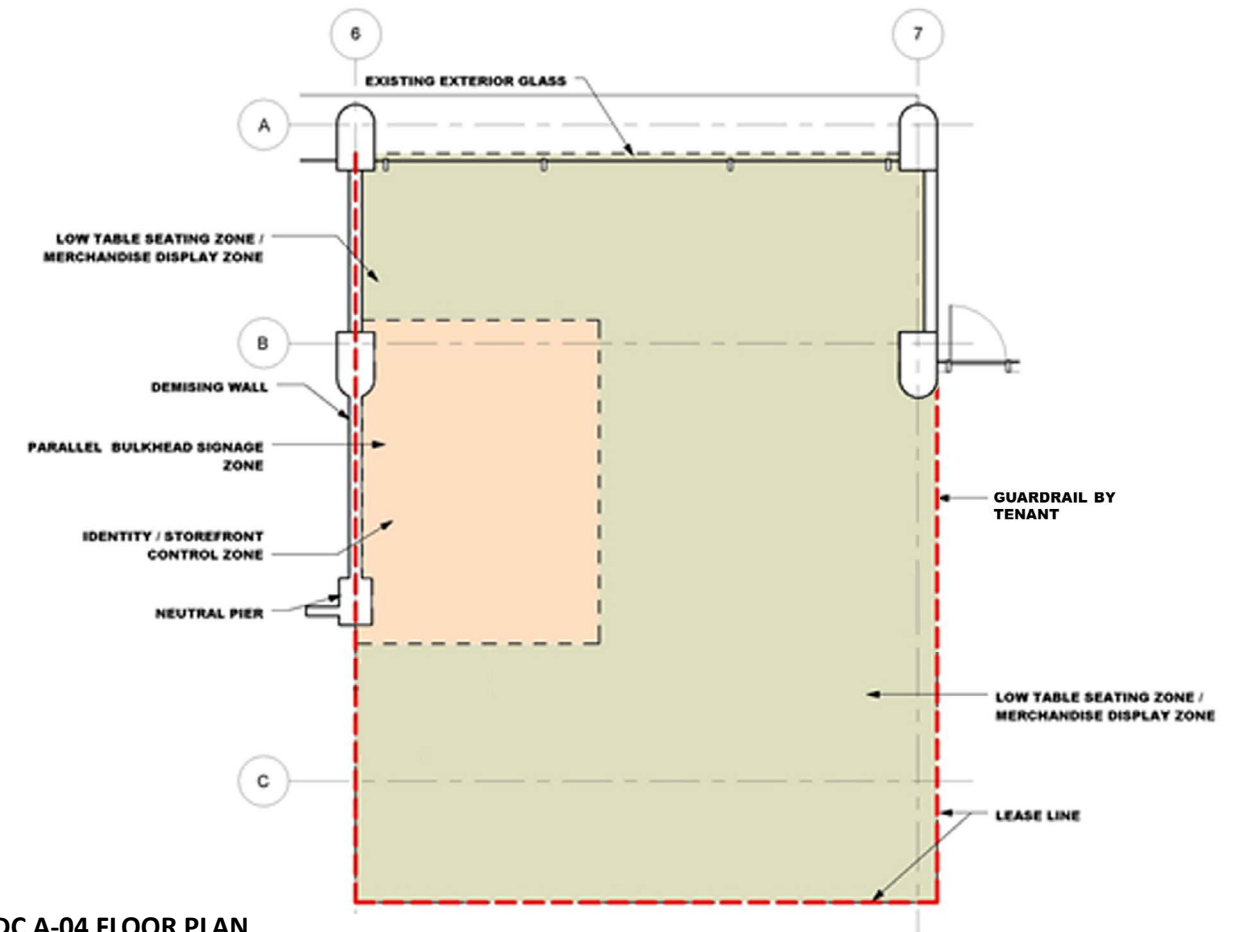 6
7
EXISTING EXTERIOR GLASS
A
LOW TABLE SEATING ZONE /
MERCHANDISE DISPLAY ZONE
B
DEMISING WALL
PARALLEL BULKHEAD SIGNAGE
ZONE
GUARDRAIL BY
TENANT
IDENTITY / STOREFRONT
CONTROL ZONE
NEUTRAL PIER
LOW TABLE SEATING ZONE /
MERCHANDISE DISPLAY ZONE
C
LEASE LINE
A-04 FLOOR PLAN